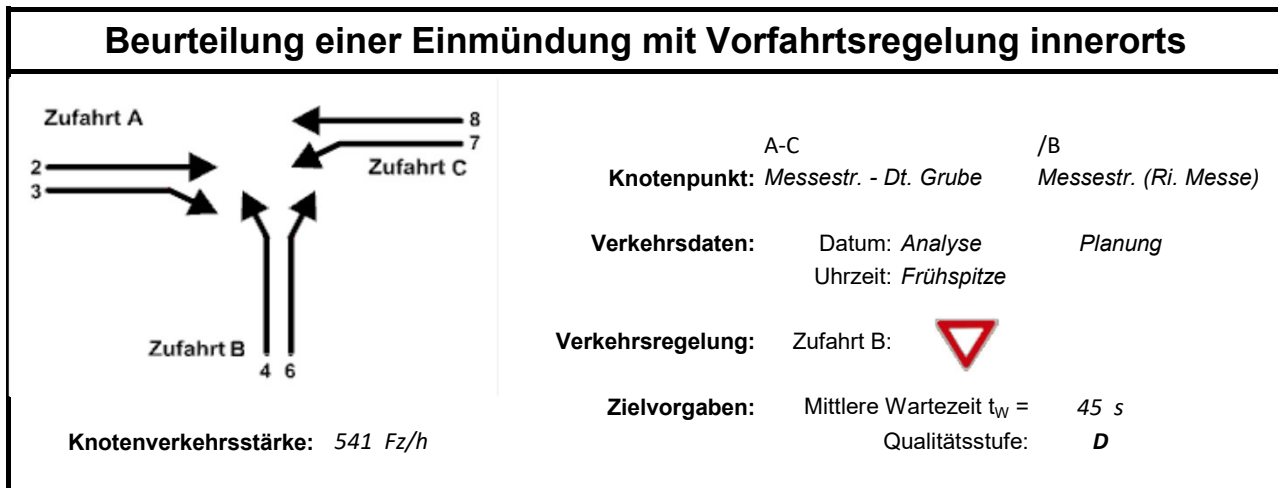 Beurteilung einer Einmündung mit Vorfahrtsregelung innerorts
Zufahrt A
8
7
Zufahrt C
2
3
Zufahrt B
4 6
Knotenverkehrsstärke: 541 Fz/h
A-C /B
Knotenpunkt: Messestr. - Dt. Grube Messestr. (Ri. Messe)
Verkehrsdaten: Datum: Analyse Planung
Uhrzeit: Frühspitze
Verkehrsregelung: Zufahrt B:
Zielvorgaben: Mittlere Wartezeit tW = 45 s
Qualitätsstufe: D